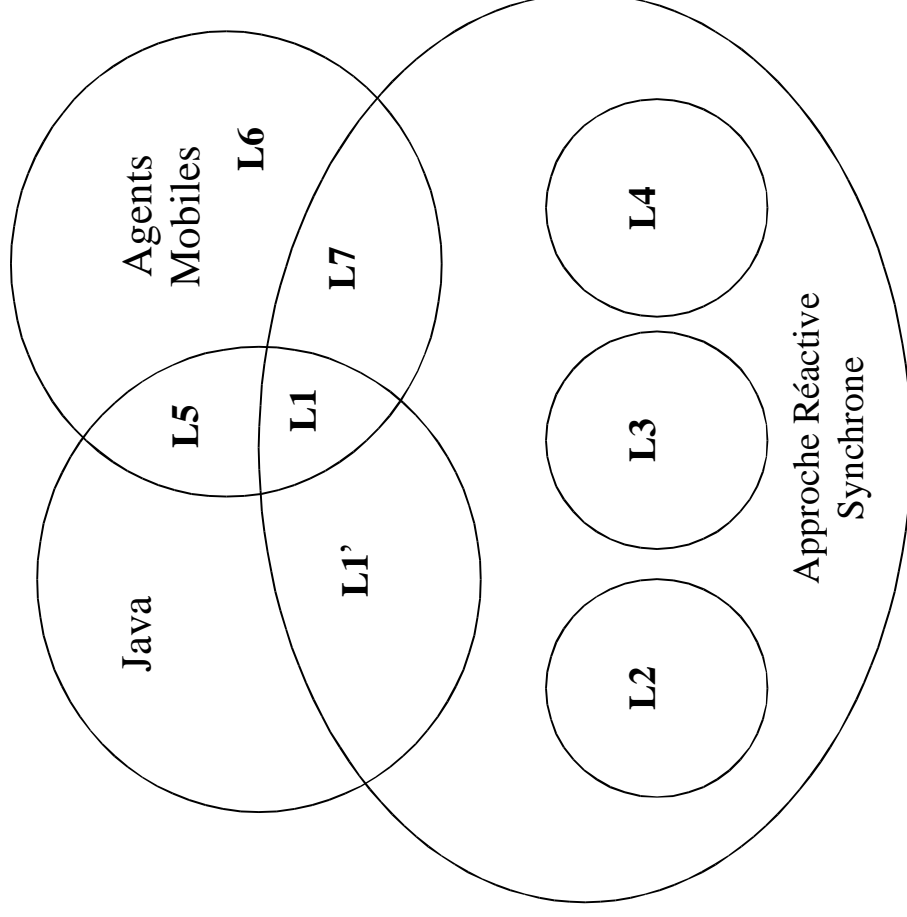 Java
Agents
Mobiles
L5
L6
L1
L7
L1’
L2
L3
L4
Approche Réactive
Synchrone